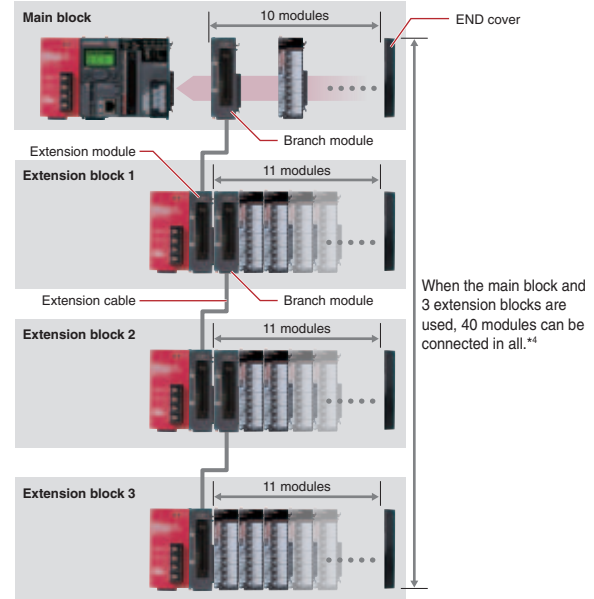 Main block
10 modules
END cover
Branch module
Extension module
Extension block 1
11 modules
Extension cable
Branch module
Extension block 2
11 modules
When the main block and
3 extension blocks are
used, 40 modules can be
connected in all.*4
Extension block 3
11 modules